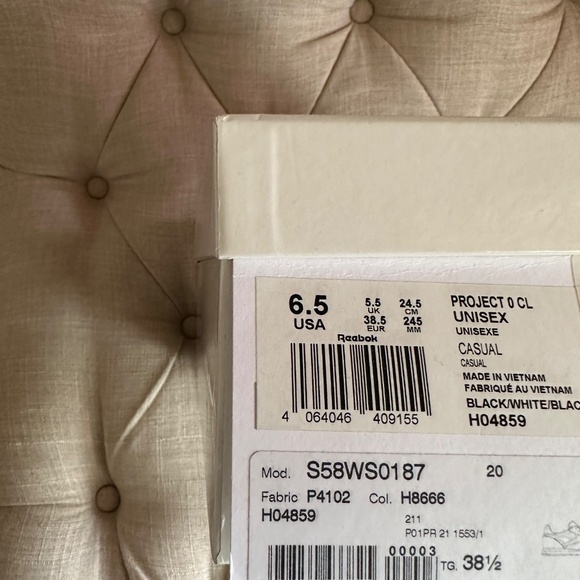 6.5 5.5 24.5 PROJECT 0 CL
USA UK CM UNISEX
38.5 245 UNISEXE
EUR MM
Reebok CASUAL
CASUAL
MADE IN VIETNAM
FABRIQUÉ AU VIETNAM
BLACK/WHITE/BLAC
4 064046 409155 H04859
Mod. S58WS0187 20
Fabric P4102 Col. H8666
H04859 211
P01PR 21 1553/1
00003 TG. 38½